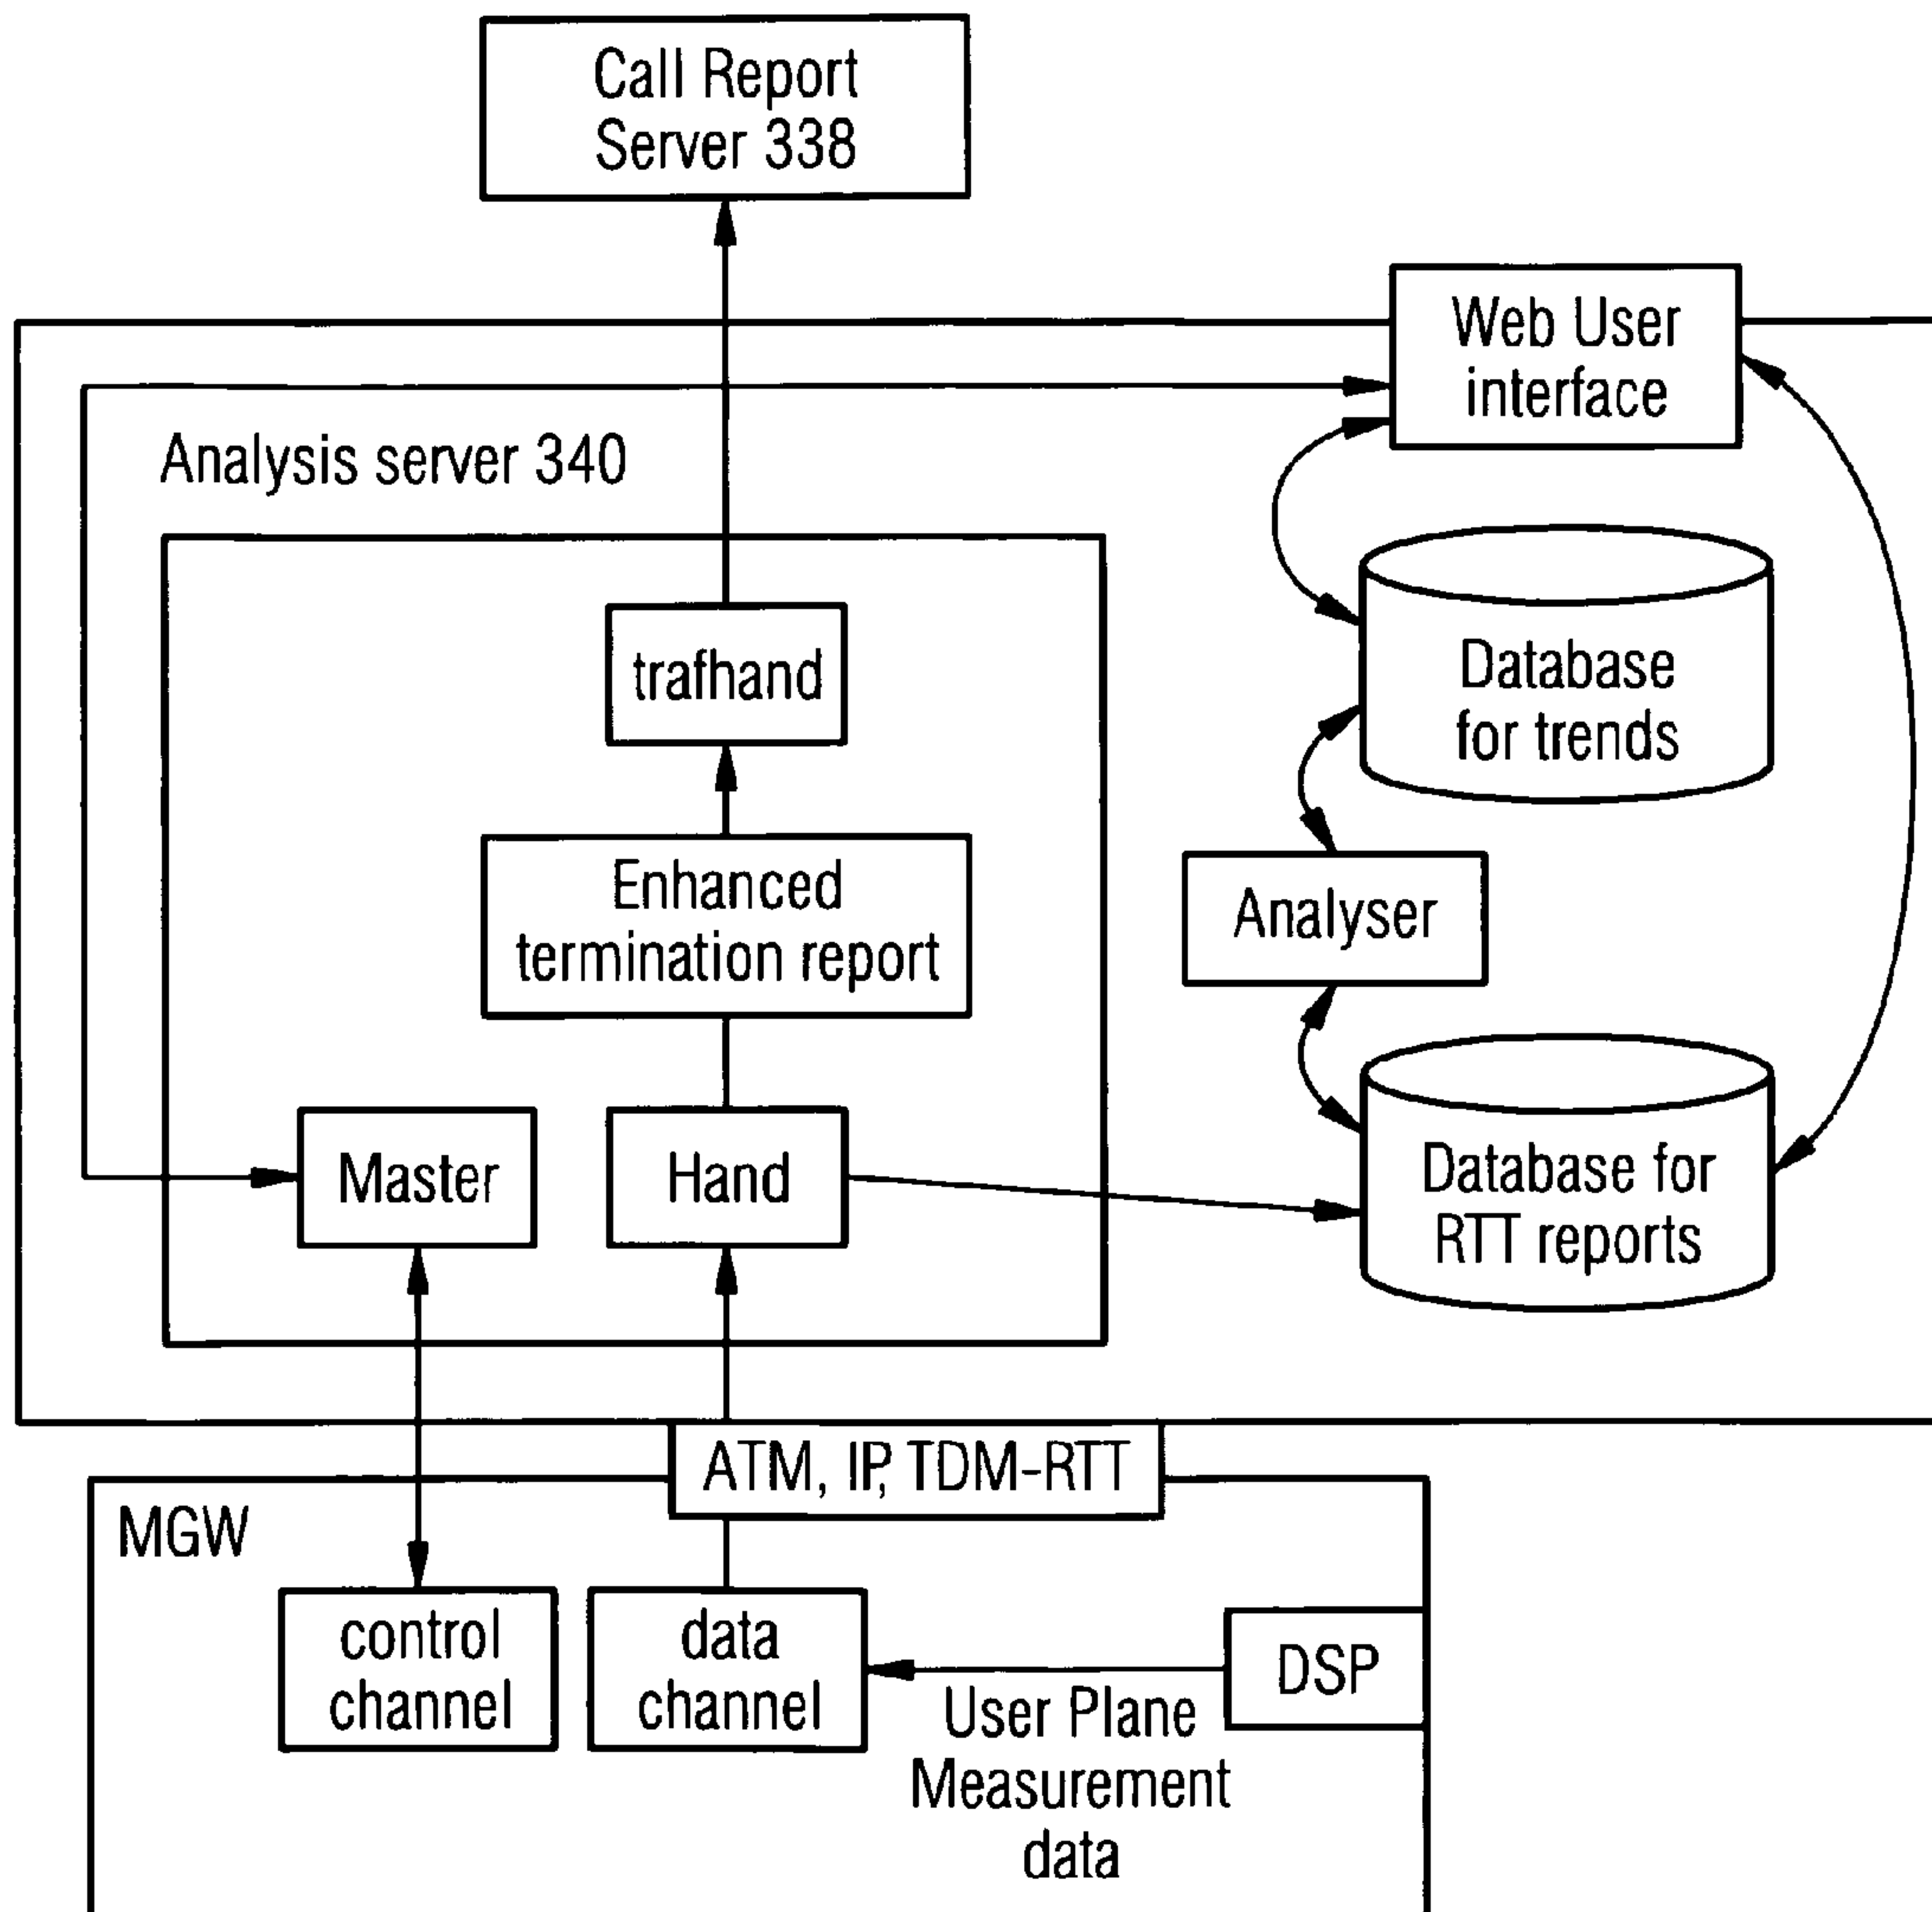 Call Report
Server 338
Web User
interface
Analysis server 340
trafhand
Database
for trends
Enhanced
termination report
Analyser
Master
Hand
Database for
RTT reports
ATM, IP, TDM-RTT
MGW
control
channel
data
channel
DSP
User Plane
Measurement
data